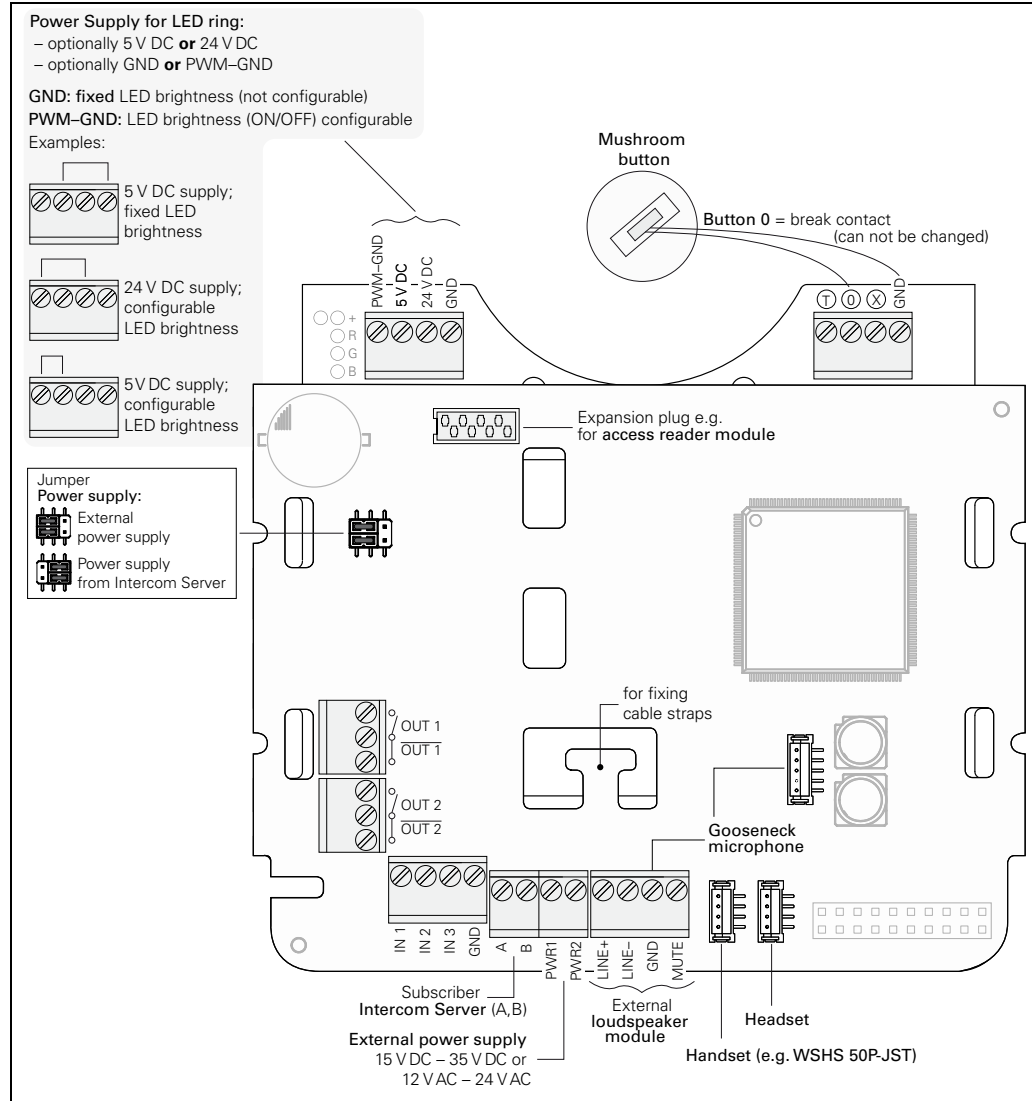 Power Supply for LED ring:
– optionally 5 V DC or 24 V DC
– optionally GND or PWM–GND
GND: fixed LED brightness (not configurable)
PWM–GND: LED brightness (ON/OFF) configurable
Examples:
5 V DC supply;
fixed LED
brightness
24 V DC supply;
configurable
LED brightness
5 V DC supply;
configurable
LED brightness
Mushroom
button
Button 0 = break contact
(can not be changed)
PWM–GND
5 V DC
24 V DC
GND
+
R
G
B
T
0
X
GND
Expansion plug e.g.
for access reader module
Jumper
Power supply:
External
power supply
Power supply
from Intercom Server
for fixing
cable straps
OUT 1
OUT 1
OUT 2
OUT 2
Gooseneck
microphone
IN 1
IN 2
IN 3
GND
A
B
PWR1
PWR2
LINE+
LINE–
GND
MUTE
Subscriber
Intercom Server (A,B)
External
loudspeaker
module
Headset
Handset (e.g. WSHS 50P-JST)
External power supply
15 V DC – 35 V DC or
12 V AC – 24 V AC